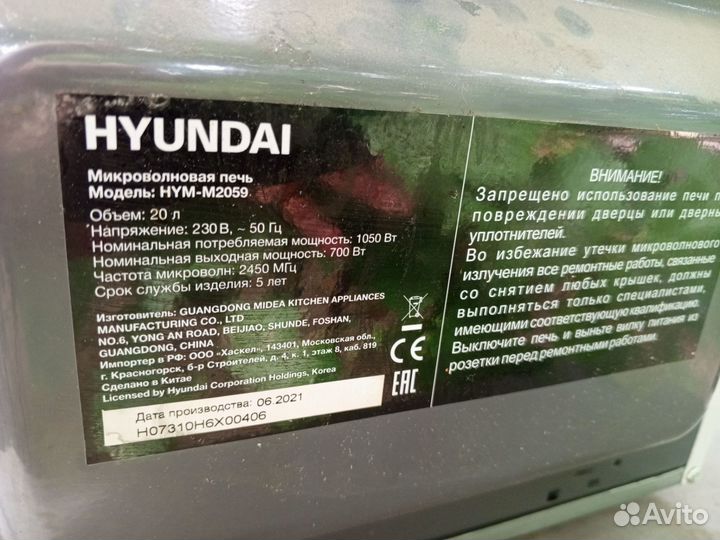 HYUNDAI
Микроволновая печь
Модель: HYM-M2059
Объем: 20 л
Напряжение: 230 В, ~ 50 Гц
Номинальная потребляемая мощность: 1050 Вт
Номинальная выходная мощность: 700 Вт
Частота микроволн: 2450 МГц
Срок службы изделия: 5 лет
Изготовитель: GUANGDONG MIDEA KITCHEN APPLIANCES
MANUFACTURING CO., LTD
NO.6, YONG AN ROAD, BEIJIAO, SHUNDE, FOSHAN,
GUANGDONG, CHINA
Импортер в РФ: ООО «Хаскел», 143401, Московская обл.,
г. Красногорск, б-р Строителей, д. 4, к. 1, этаж 8, каб. 819
Сделано в Китае
Licensed by Hyundai Corporation Holdings, Korea
Дата производства: 06.2021
H07310H6X00406
CE
EAC
ВНИМАНИЕ!
Запрещено использование печи п
повреждении дверцы или дверны
уплотнителей.
Во избежание утечки микроволнового
излучения все ремонтные работы, связанные
со снятием любых крышек, должны
выполняться только специалистами,
имеющими соответствующую квалификацию.
Выключите печь и выньте вилку питания из
розетки перед ремонтными работами.
Avito